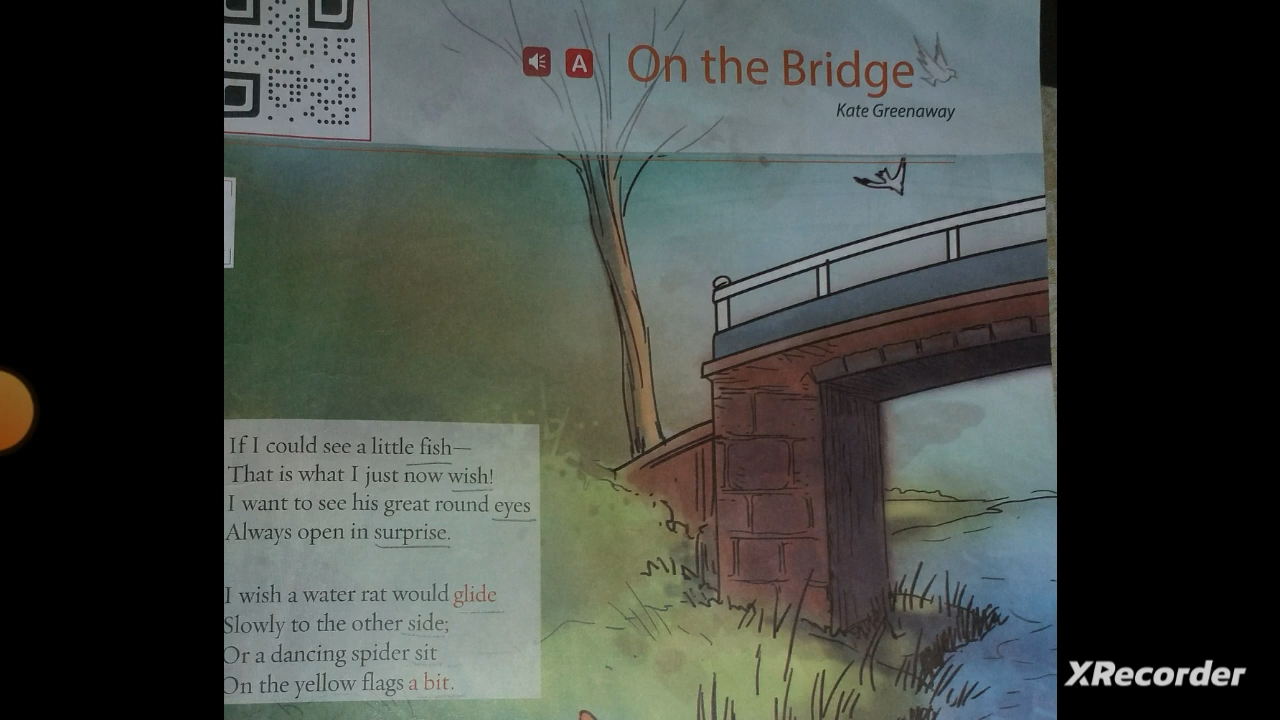 A On the Bridge
Kate Greenaway
If I could see a little fish—
That is what I just now wish!
I want to see his great round eyes
Always open in surprise.
I wish a water rat would glide
Slowly to the other side;
Or a dancing spider sit
On the yellow flags a bit.
XRecorder